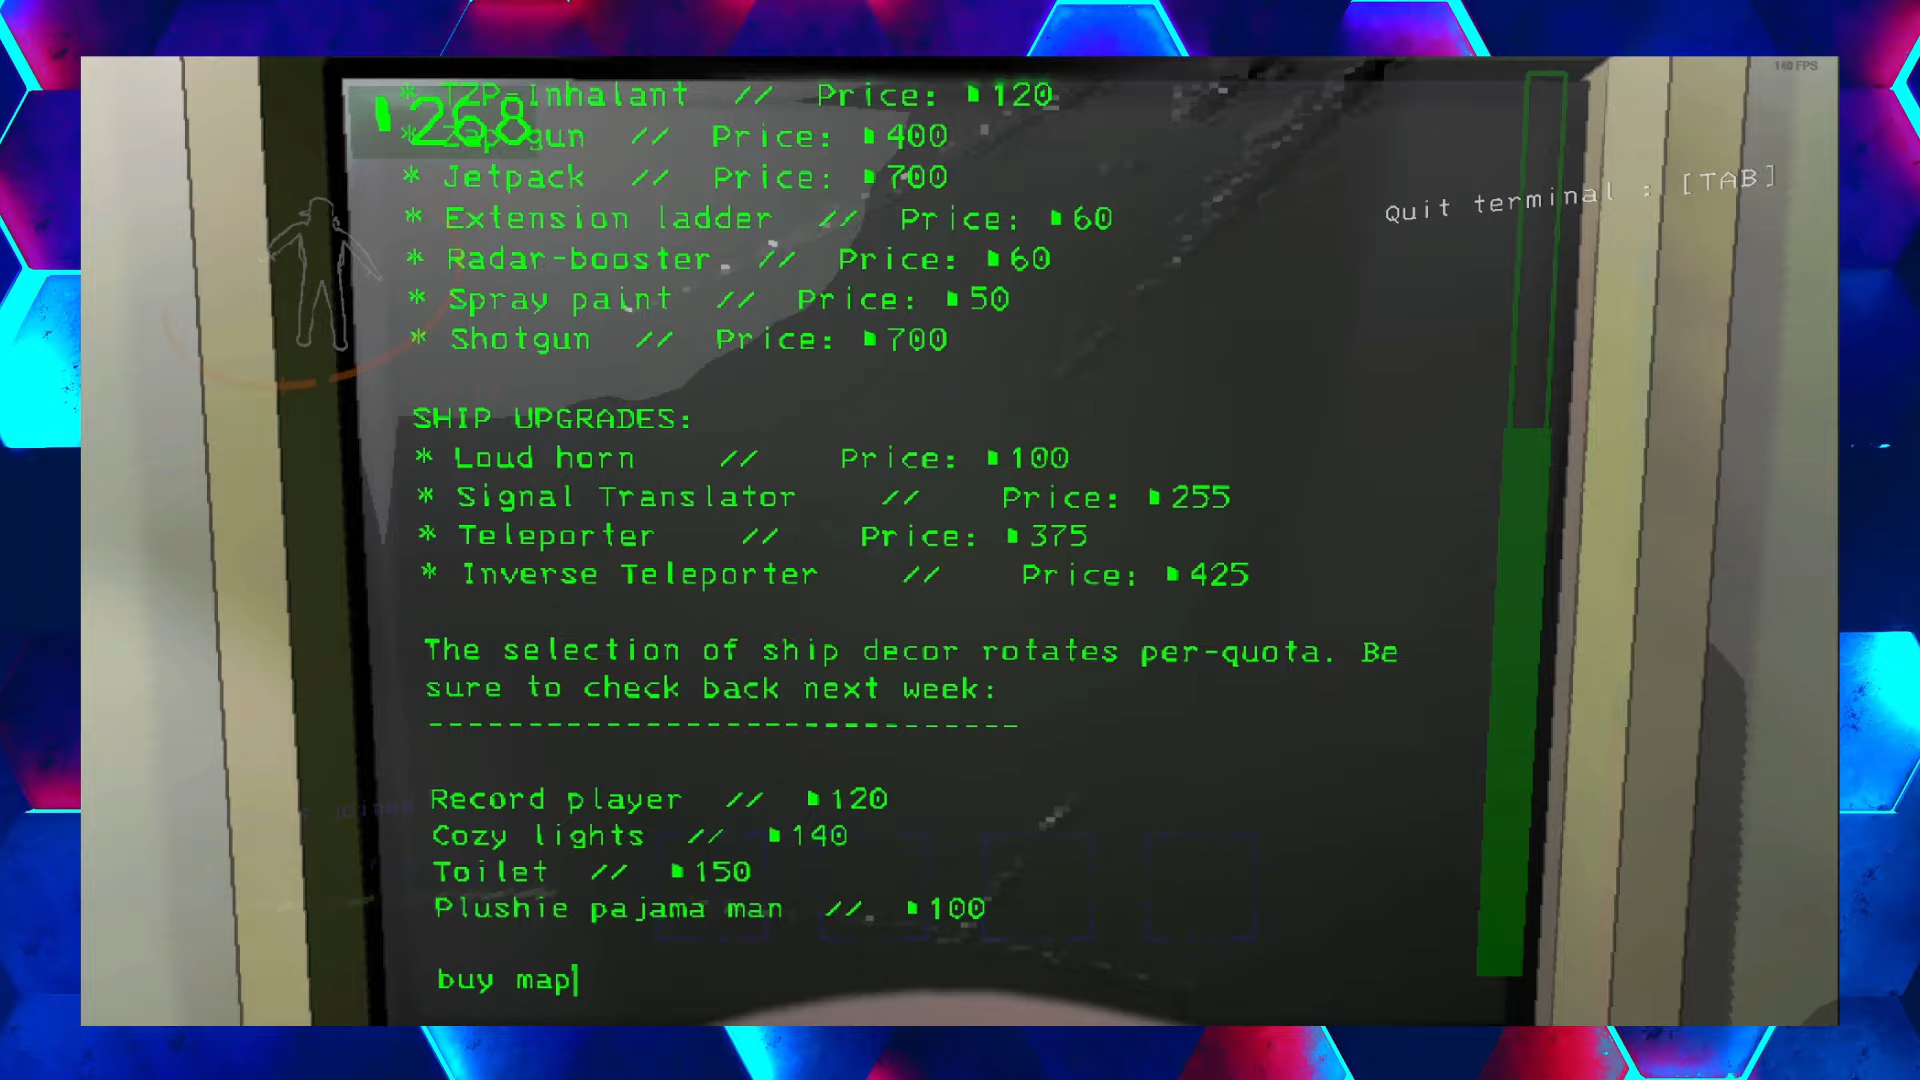 140 FPS
* TZP-Inhalant // Price: ▮120
▮268
* Zap gun // Price: ▮400
* Jetpack // Price: ▮700
Quit terminal : [TAB]
* Extension ladder // Price: ▮60
* Radar-booster // Price: ▮60
* Spray paint // Price: ▮50
* Shotgun // Price: ▮700
SHIP UPGRADES:
* Loud horn // Price: ▮100
* Signal Translator // Price: ▮255
* Teleporter // Price: ▮375
* Inverse Teleporter // Price: ▮425
The selection of ship decor rotates per-quota. Be
sure to check back next week:
------------------------------
Record player // ▮120
Cozy lights // ▮140
Toilet // ▮150
Plushie pajama man // ▮100
buy map